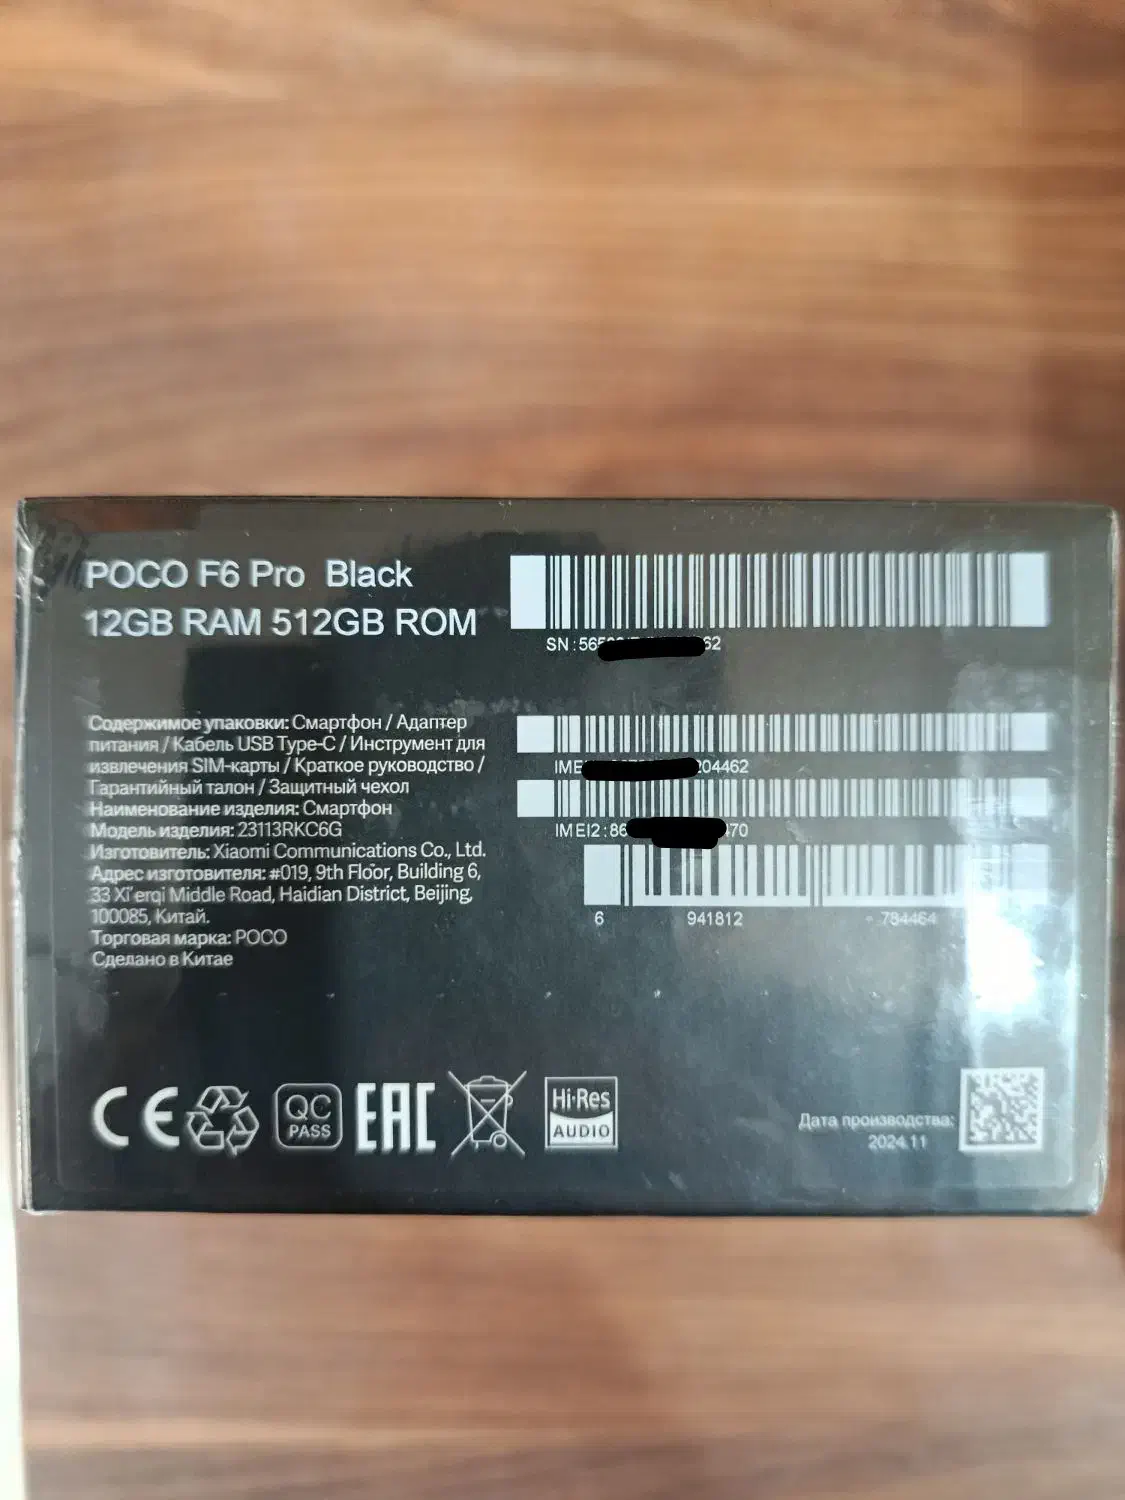 POCO F6 Pro Black
12GB RAM 512GB ROM
SN:56
62
Содержимое упаковки: Смартфон / Адаптер
питания / Кабель USB Type-C / Инструмент для
извлечения SIM-карты / Краткое руководство /
Гарантийный талон / Защитный чехол
Наименование изделия: Смартфон
Модель изделия: 23113RKC6G
Изготовитель: Xiaomi Communications Co., Ltd.
Адрес изготовителя: #019, 9th Floor, Building 6,
33 Xi'erqi Middle Road, Haidian District, Beijing,
100085, Китай.
Торговая марка: POCO
Сделано в Китае
IME
204462
IMEI2:86
470
6 941812 784464
CE
QC
PASS
EAC
Hi-Res
AUDIO
Дата производства:
2024.11